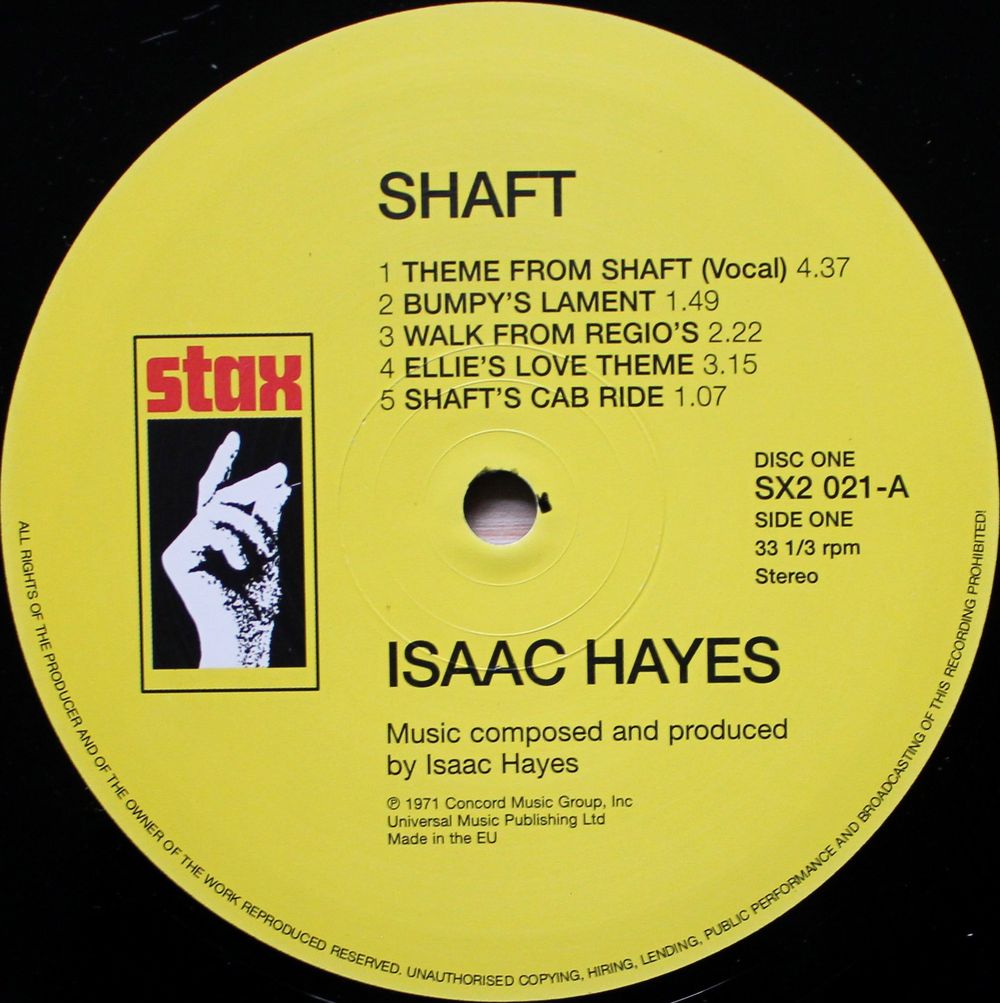 SHAFT
1 THEME FROM SHAFT (Vocal) 4.37
2 BUMPY'S LAMENT 1.49
3 WALK FROM REGIO'S 2.22
4 ELLIE'S LOVE THEME 3.15
5 SHAFT'S CAB RIDE 1.07
stax
DISC ONE
SX2 021-A
SIDE ONE
33 1/3 rpm
Stereo
ISAAC HAYES
Music composed and produced
by Isaac Hayes
℗ 1971 Concord Music Group, Inc
Universal Music Publishing Ltd
Made in the EU
ALL RIGHTS OF THE PRODUCER AND OF THE OWNER OF THE WORK REPRODUCED RESERVED. UNAUTHORISED COPYING, HIRING, LENDING, PUBLIC PERFORMANCE AND BROADCASTING OF THIS RECORDING PROHIBITED!